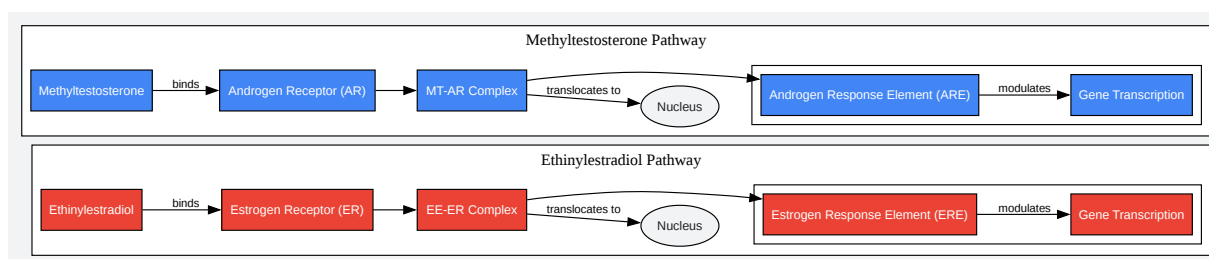 Methyltestosterone Pathway
Methyltestosterone
binds
Androgen Receptor (AR)
MT-AR Complex
translocates to
Nucleus
Androgen Response Element (ARE)
modulates
Gene Transcription
Ethinylestradiol Pathway
Ethinylestradiol
binds
Estrogen Receptor (ER)
EE-ER Complex
translocates to
Nucleus
Estrogen Response Element (ERE)
modulates
Gene Transcription